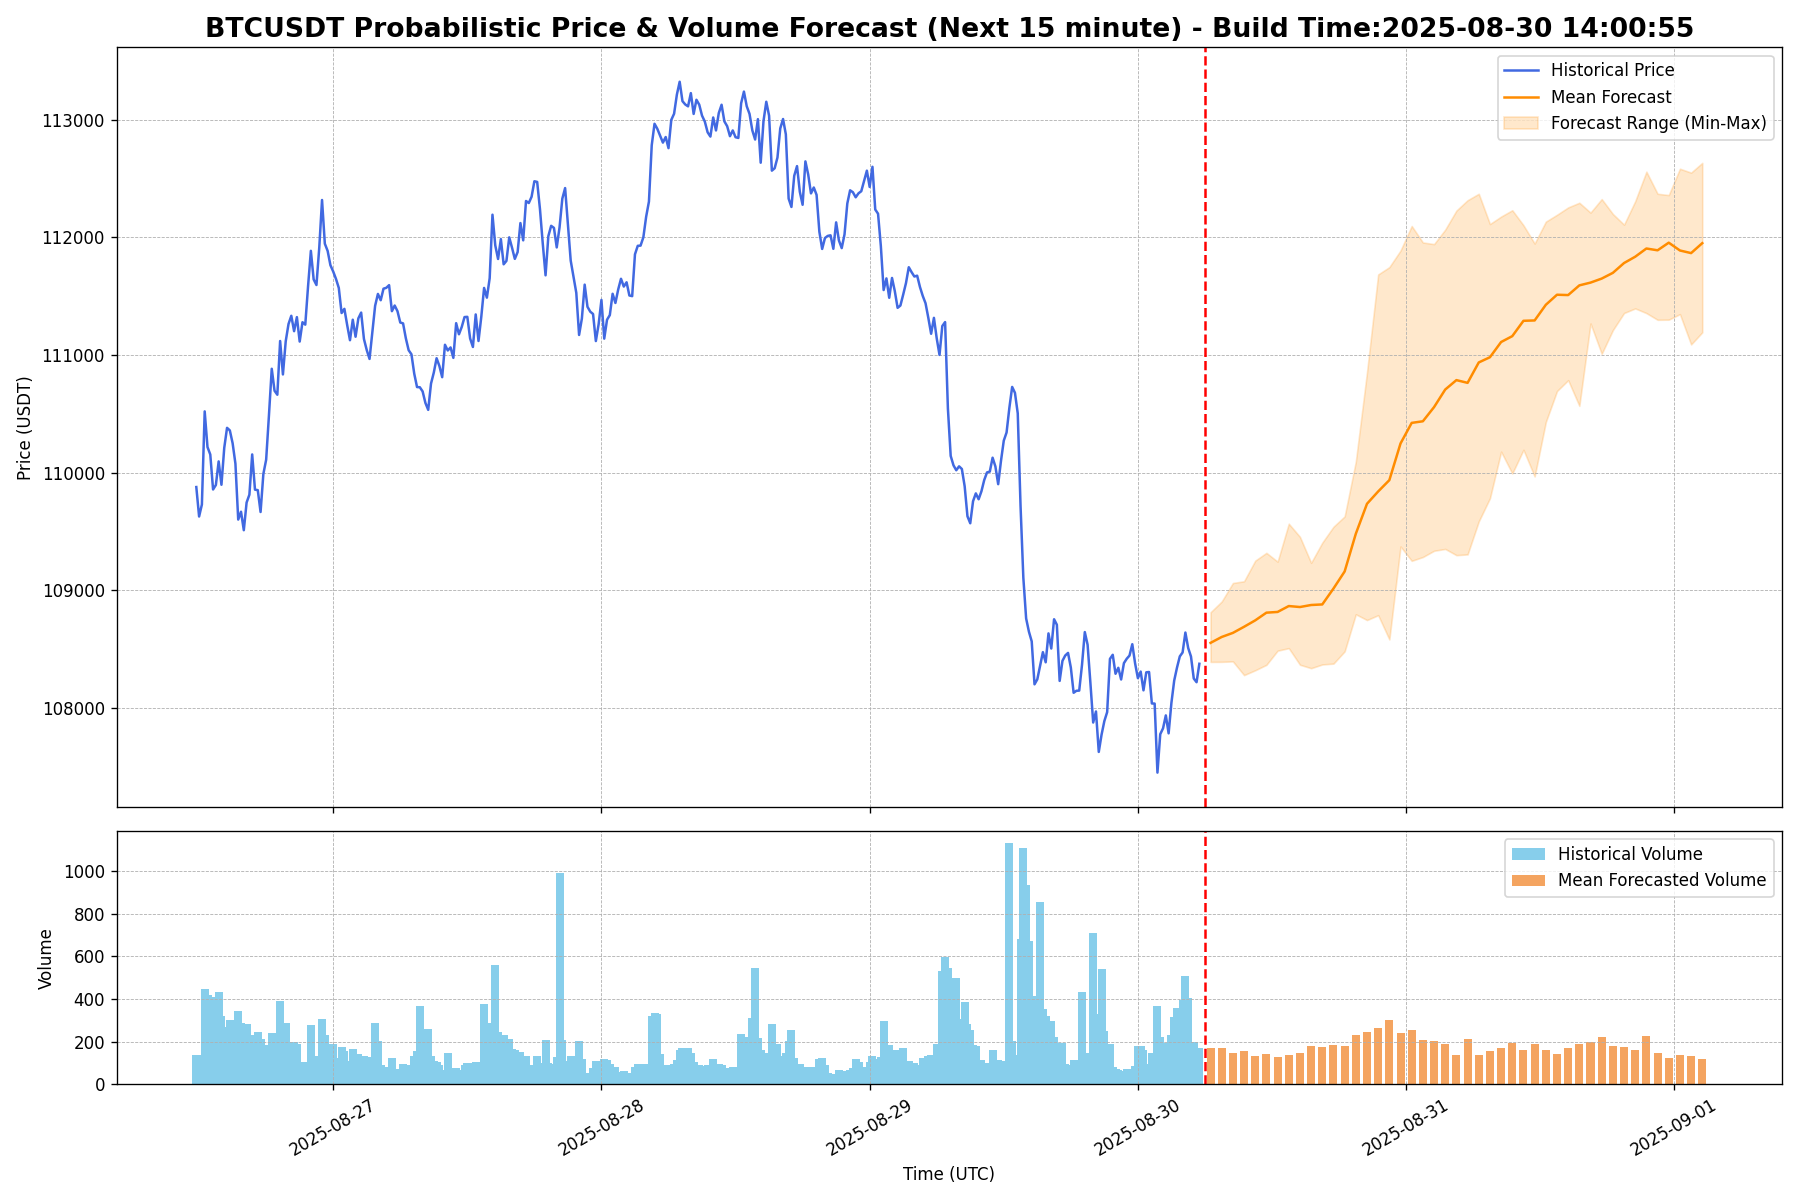 BTCUSDT Probabilistic Price & Volume Forecast (Next 15 minute) - Build Time:2025-08-30 14:00:55
Historical Price
Mean Forecast
Forecast Range (Min-Max)
Price (USDT)
113000
112000
111000
110000
109000
108000
Historical Volume
Mean Forecasted Volume
Volume
1000
800
600
400
200
0
2025-08-27
2025-08-28
2025-08-29
2025-08-30
2025-08-31
2025-09-01
Time (UTC)